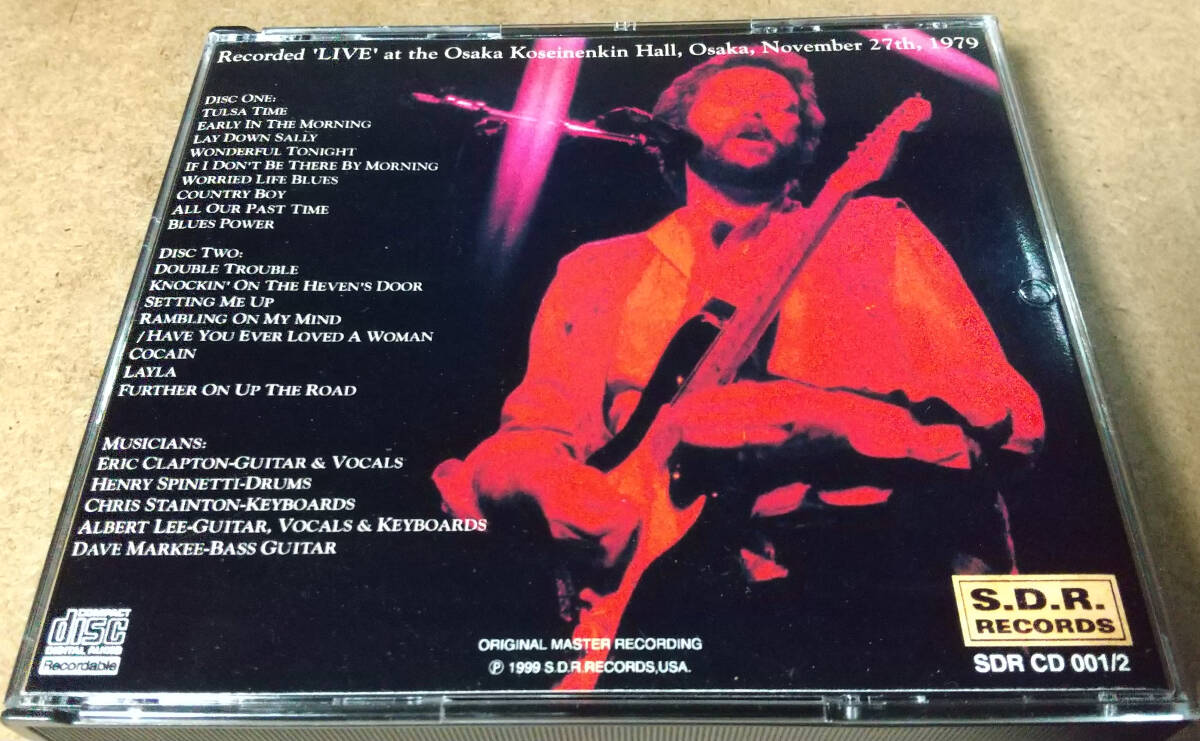 Recorded 'LIVE' at the Osaka Koseinenkin Hall, Osaka, November 27th, 1979
DISC ONE:
TULSA TIME
EARLY IN THE MORNING
LAY DOWN SALLY
WONDERFUL TONIGHT
IF I DON'T BE THERE BY MORNING
WORRIED LIFE BLUES
COUNTRY BOY
ALL OUR PAST TIME
BLUES POWER
DISC TWO:
DOUBLE TROUBLE
KNOCKIN' ON THE HEVEN'S DOOR
SETTING ME UP
RAMBLING ON MY MIND
/HAVE YOU EVER LOVED A WOMAN
COCAIN
LAYLA
FURTHER ON UP THE ROAD
MUSICIANS:
ERIC CLAPTON-GUITAR & VOCALS
HENRY SPINETTI-DRUMS
CHRIS STAINTON-KEYBOARDS
ALBERT LEE-GUITAR, VOCALS & KEYBOARDS
DAVE MARKEE-BASS GUITAR
COMPACT
disc
DIGITAL AUDIO
Recordable
ORIGINAL MASTER RECORDING
Ⓟ 1999 S.D.R.RECORDS,USA.
S.D.R.
RECORDS
SDR CD 001/2